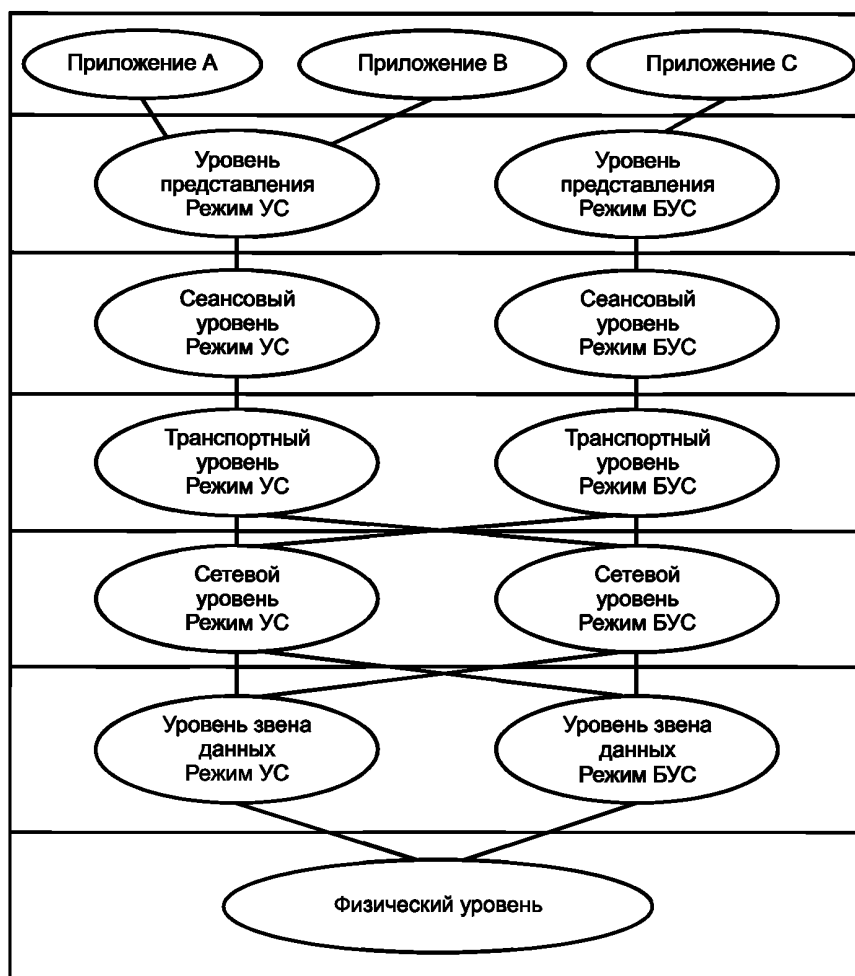 Приложение A
Приложение B
Приложение C
Уровень
представления
Режим УС
Уровень
представления
Режим БУС
Сеансовый
уровень
Режим УС
Сеансовый
уровень
Режим БУС
Транспортный
уровень
Режим УС
Транспортный
уровень
Режим БУС
Сетевой
уровень
Режим УС
Сетевой
уровень
Режим БУС
Уровень звена
данных
Режим УС
Уровень звена
данных
Режим БУС
Физический уровень